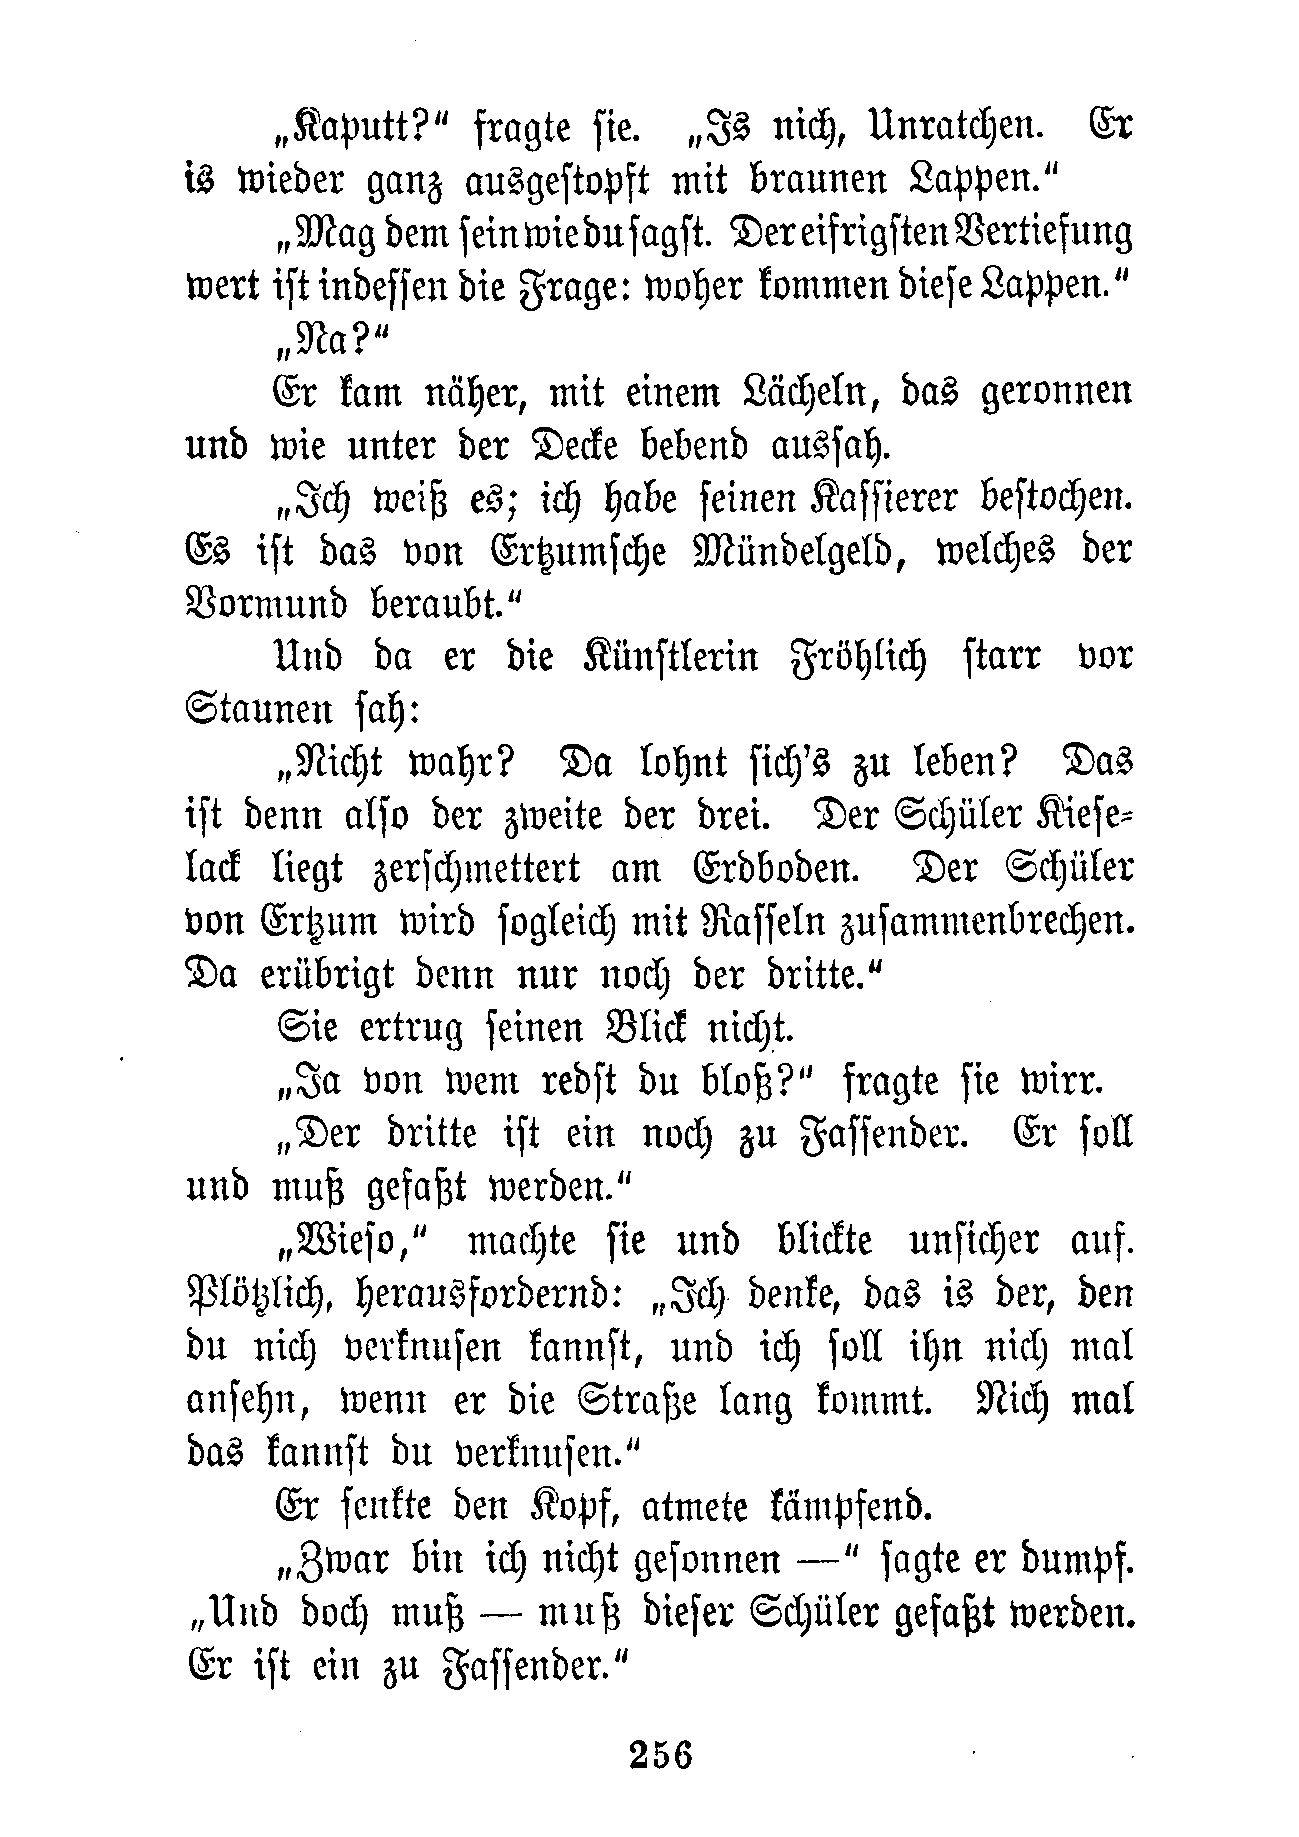 „Kaputt?“ fragte sie. „Is nich, Unratchen. Er
is wieder ganz ausgestopft mit braunen Lappen.“
„Mag dem sein wie du sagst. Der eifrigsten Vertiefung
wert ist indessen die Frage: woher kommen diese Lappen.“
„Na?“
Er kam näher, mit einem Lächeln, das geronnen
und wie unter der Decke bebend aussah.
„Ich weiß es; ich habe seinen Kassierer bestochen.
Es ist das von Ertzumsche Mündelgeld, welches der
Vormund beraubt.“
Und da er die Künstlerin Fröhlich starr vor
Staunen sah:
„Nicht wahr? Da lohnt sich's zu leben? Das
ist denn also der zweite der drei. Der Schüler Kiese-
lack liegt zerschmettert am Erdboden. Der Schüler
von Ertzum wird sogleich mit Rasseln zusammenbrechen.
Da erübrigt denn nur noch der dritte.“
Sie ertrug seinen Blick nicht.
„Ja von wem redst du bloß?“ fragte sie wirr.
„Der dritte ist ein noch zu Fassender. Er soll
und muß gefaßt werden.“
„Wieso,“ machte sie und blickte unsicher auf.
Plötzlich, herausfordernd: „Ich denke, das is der, den
du nich verknusen kannst, und ich soll ihn nich mal
ansehn, wenn er die Straße lang kommt. Nich mal
das kannst du verknusen.“
Er senkte den Kopf, atmete kämpfend.
„Zwar bin ich nicht gesonnen —“ sagte er dumpf.
„Und doch muß — muß dieser Schüler gefaßt werden.
Er ist ein zu Fassender.“
256